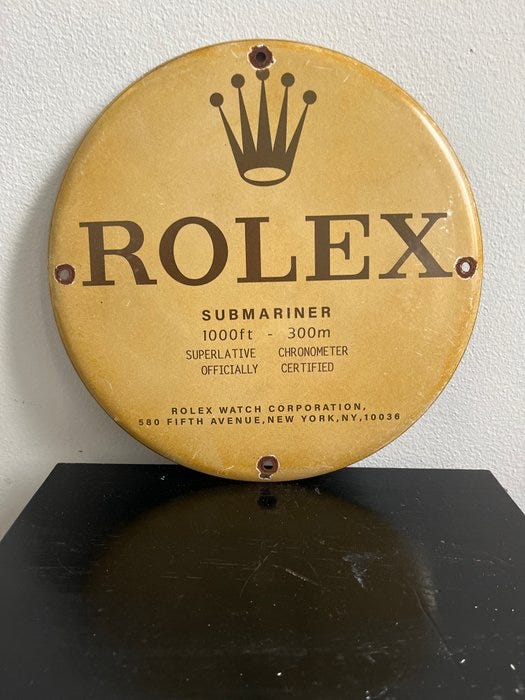 ROLEX
SUBMARINER
1000ft - 300m
SUPERLATIVE CHRONOMETER
OFFICIALLY CERTIFIED
ROLEX WATCH CORPORATION,
580 FIFTH AVENUE,NEW YORK,NY,10036